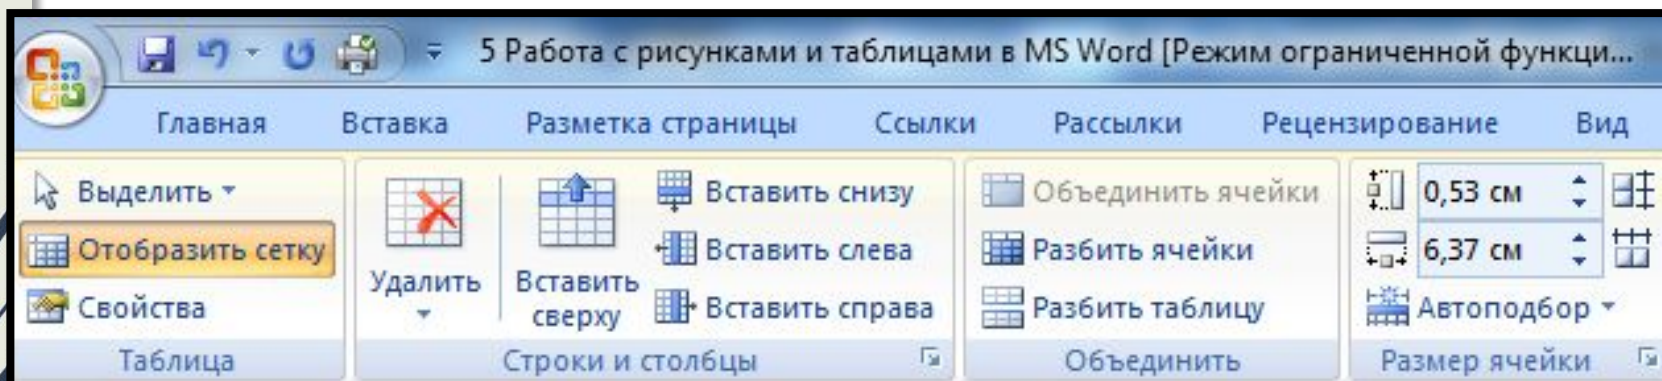 5 Работа с рисунками и таблицами в MS Word [Режим ограниченной функци...
Главная Вставка Разметка страницы Ссылки Рассылки Рецензирование Вид
Выделить
Отобразить сетку
Свойства
Таблица
Удалить
Вставить
сверху
Вставить снизу
Вставить слева
Вставить справа
Строки и столбцы
Объединить ячейки
Разбить ячейки
Разбить таблицу
Объединить
0,53 см
6,37 см
Автоподбор
Размер ячейки